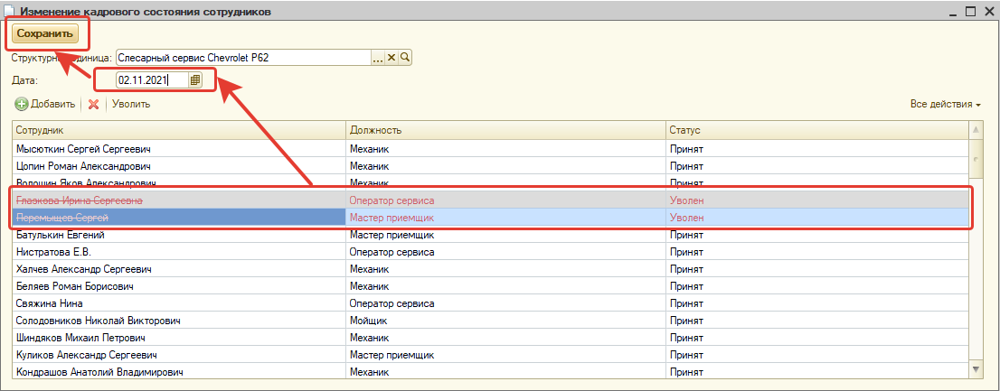 Изменение кадрового состояния сотрудников
Сохранить
Структурная единица: Слесарный сервис Chevrolet P62
Дата: 02.11.2021
Добавить Уволить Все действия
Сотрудник Должность Статус
Мысюткин Сергей Сергеевич Механик Принят
Цопин Роман Александрович Механик Принят
Волошин Яков Александрович Механик Принят
Глазкова Ирина Сергеевна Оператор сервиса Уволен
Перемыщев Сергей Мастер приемщик Уволен
Батулькин Евгений Мастер приемщик Принят
Нистратова Е.В. Оператор сервиса Принят
Халчев Александр Сергеевич Механик Принят
Беляев Роман Борисович Механик Принят
Свяжина Нина Оператор сервиса Принят
Солодовников Николай Викторович Мойщик Принят
Шиндяков Михаил Петрович Механик Принят
Куликов Александр Сергеевич Мастер приемщик Принят
Кондрашов Анатолий Владимирович Механик Принят